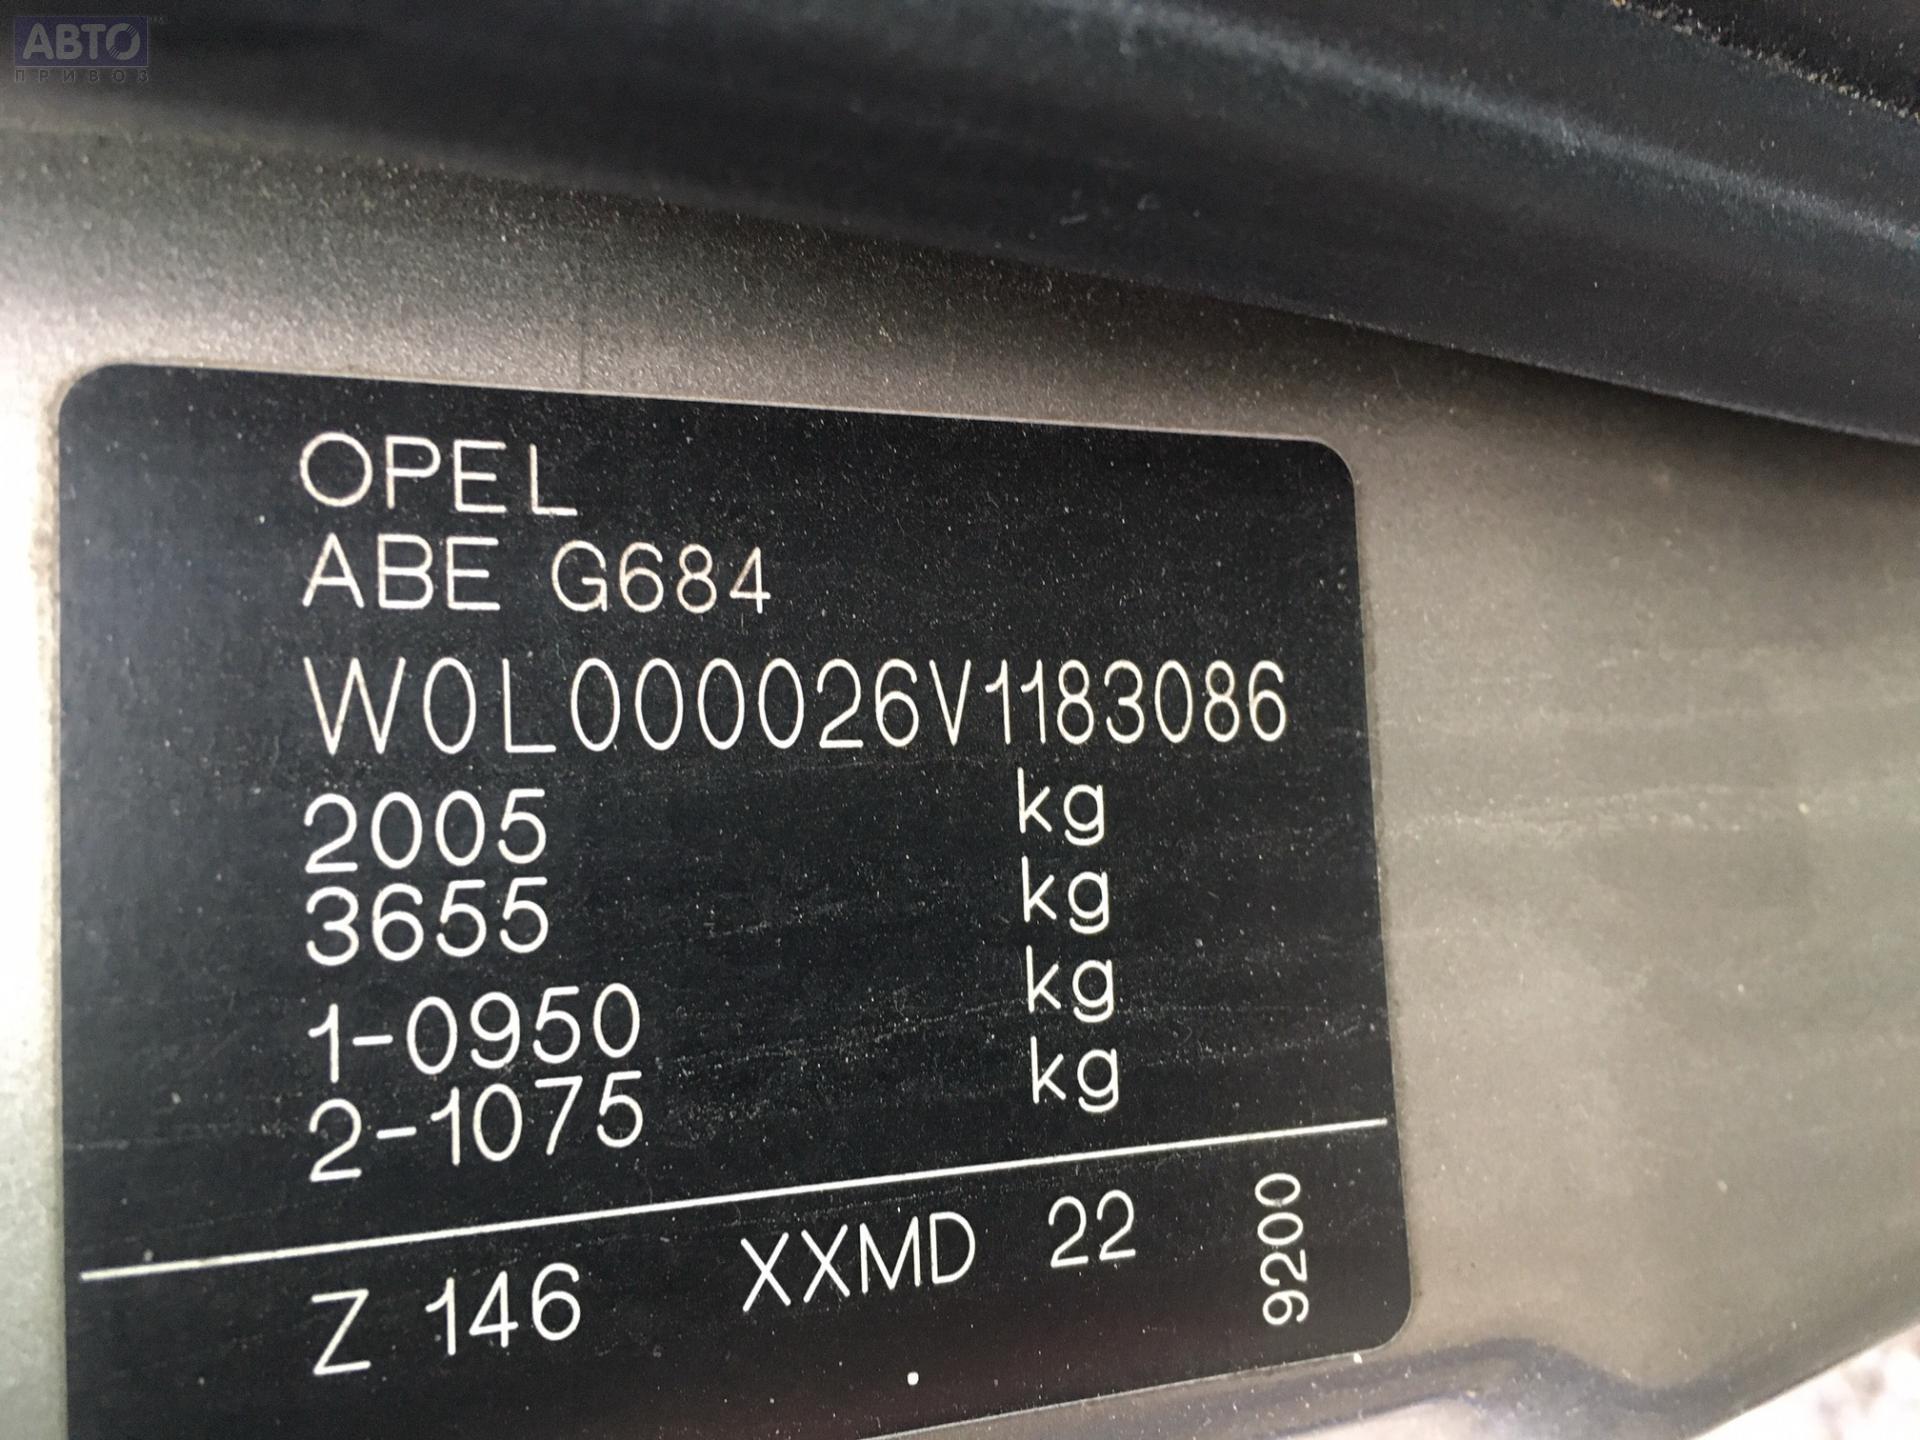 АВТО
ПРИВОЗ
OPEL
ABE G684
W0L000026V1183086
2005 kg
3655 kg
1-0950 kg
2-1075 kg
Z 146 XXMD 22 9200